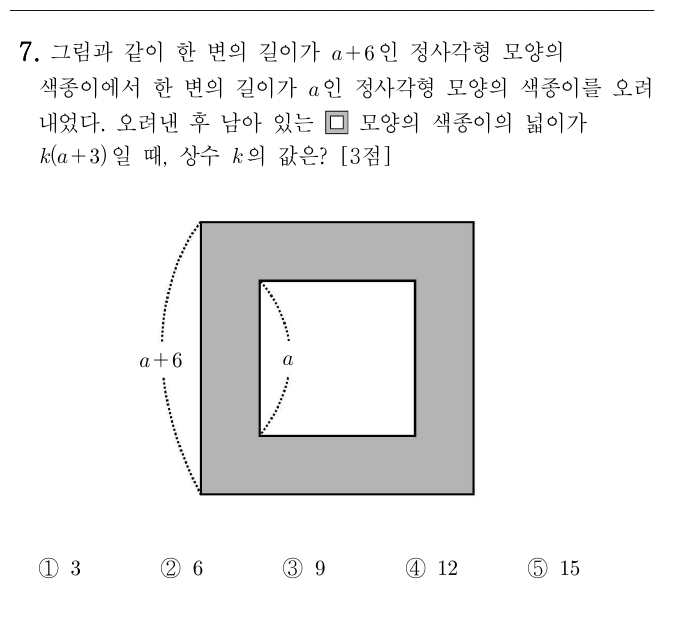 7. 그림과 같이 한 변의 길이가 a+6인 정사각형 모양의
색종이에서 한 변의 길이가 a인 정사각형 모양의 색종이를 오려
내었다. 오려낸 후 남아 있는 모양의 색종이의 넓이가
k(a+3)일 때, 상수 k의 값은? [3점]
a+6
a
① 3 ② 6 ③ 9 ④ 12 ⑤ 15